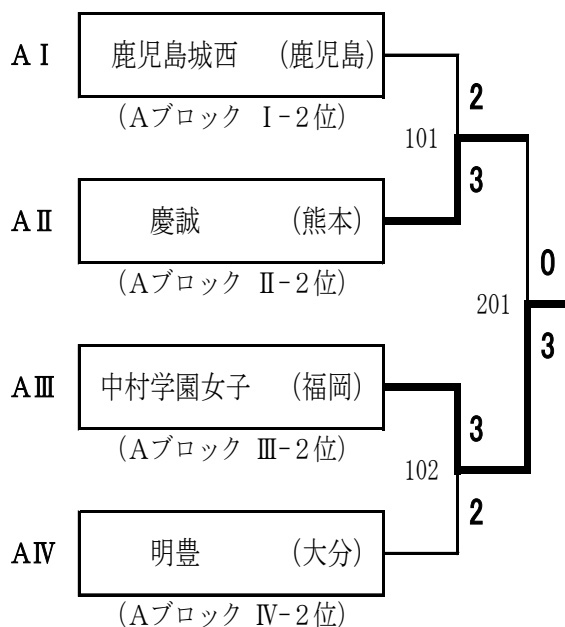 AⅠ 鹿児島城西 (鹿児島)
(Aブロック Ⅰ-2位)
2
101
3
AⅡ 慶誠 (熊本)
(Aブロック Ⅱ-2位)
0
201
3
AⅢ 中村学園女子 (福岡)
(Aブロック Ⅲ-2位)
3
102
2
AⅣ 明豊 (大分)
(Aブロック Ⅳ-2位)